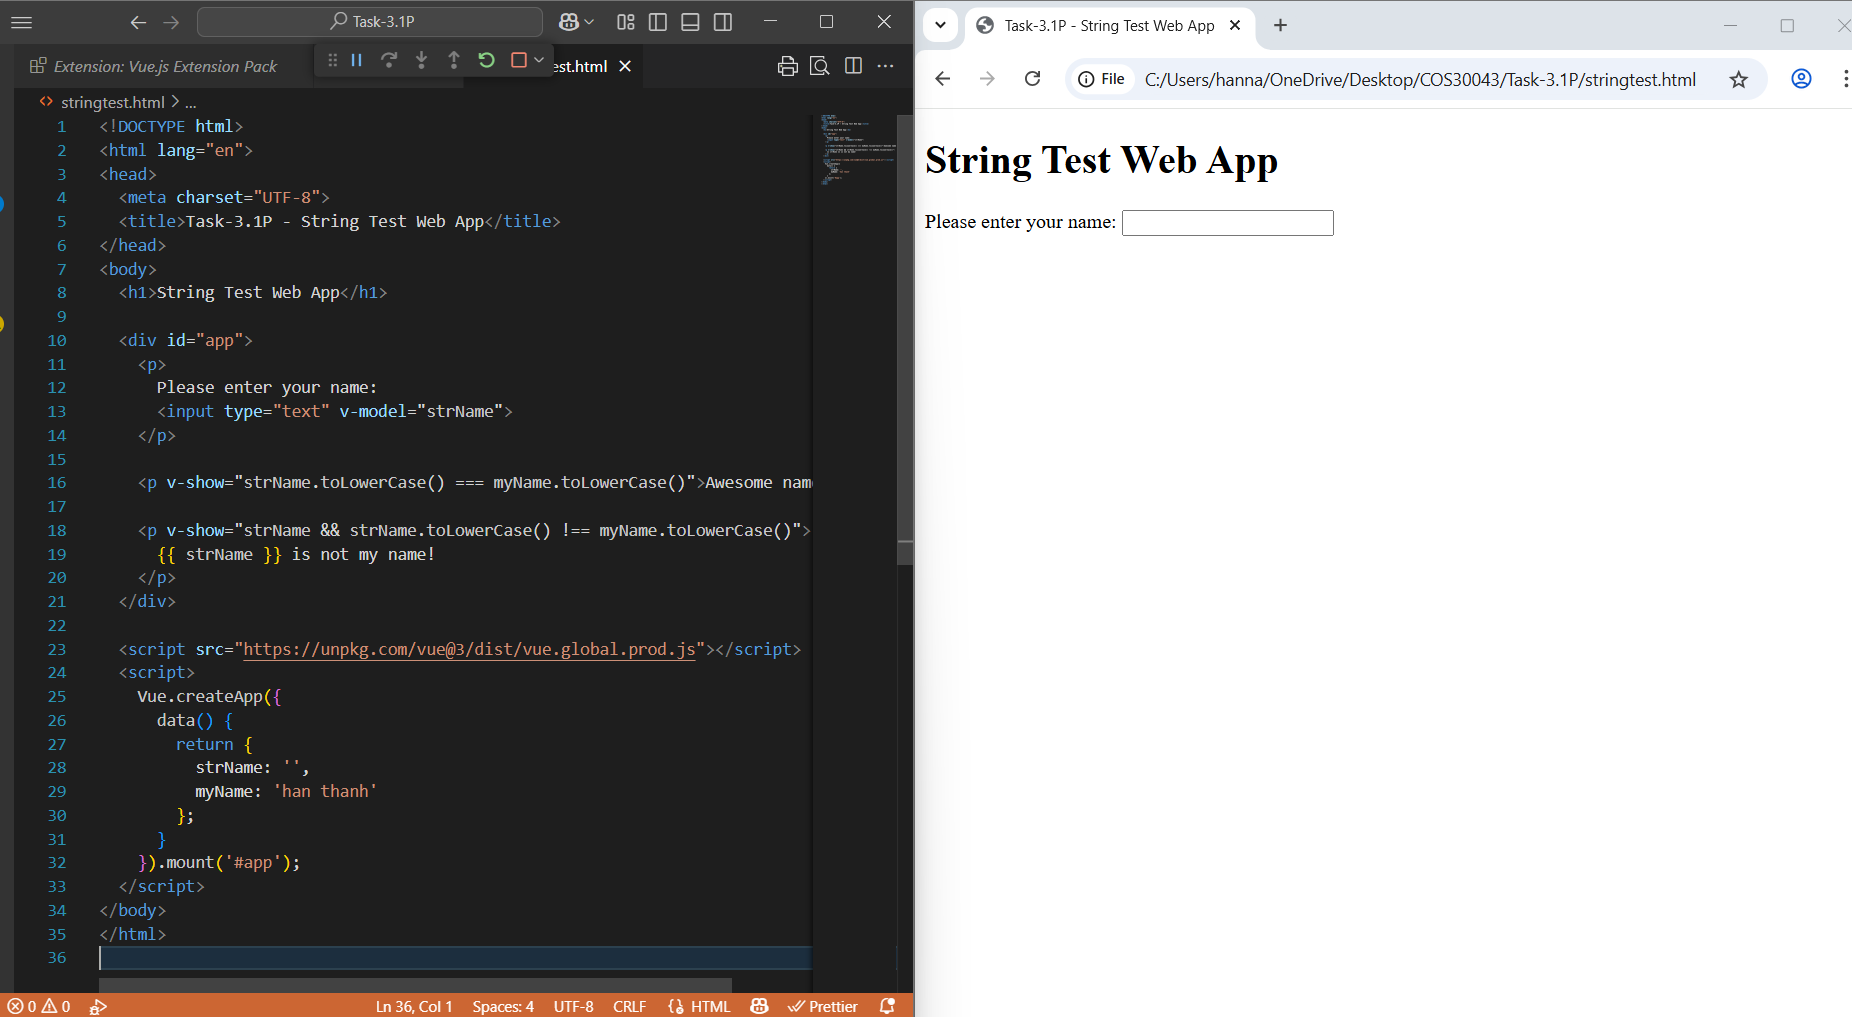 Task-3.1P
Extension: Vue.js Extension Pack
est.html
stringtest.html > ...
1 <!DOCTYPE html>
2 <html lang="en">
3 <head>
4 <meta charset="UTF-8">
5 <title>Task-3.1P - String Test Web App</title>
6 </head>
7 <body>
8 <h1>String Test Web App</h1>
9
10 <div id="app">
11 <p>
12 Please enter your name:
13 <input type="text" v-model="strName">
14 </p>
15
16 <p v-show="strName.toLowerCase() === myName.toLowerCase()">Awesome nam
17
18 <p v-show="strName && strName.toLowerCase() !== myName.toLowerCase()">
19 {{ strName }} is not my name!
20 </p>
21 </div>
22
23 <script src="https://unpkg.com/vue@3/dist/vue.global.prod.js"></script>
24 <script>
25 Vue.createApp({
26 data() {
27 return {
28 strName: '',
29 myName: 'han thanh'
30 };
31 }
32 }).mount('#app');
33 </script>
34 </body>
35 </html>
36
0 0 Ln 36, Col 1 Spaces: 4 UTF-8 CRLF {} HTML Prettier
Task-3.1P - String Test Web App
File C:/Users/hanna/OneDrive/Desktop/COS30043/Task-3.1P/stringtest.html
String Test Web App
Please enter your name: